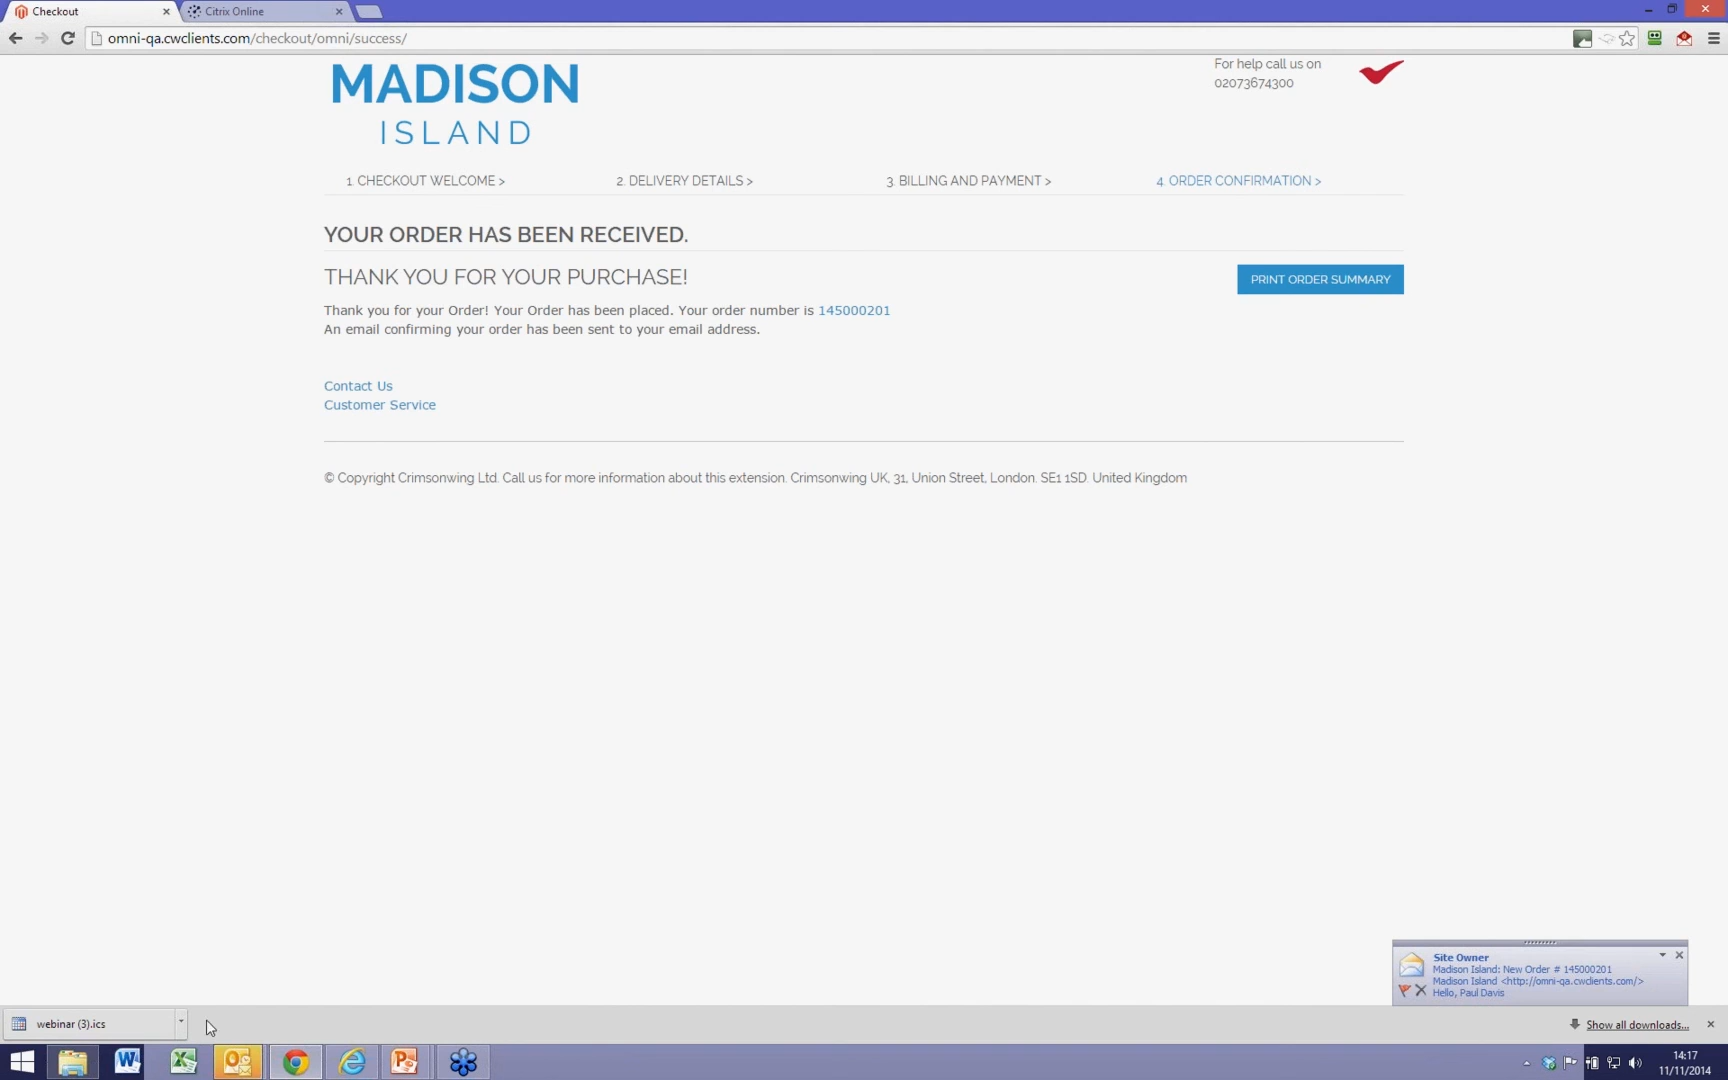 Checkout
Citrix Online
omni-qa.cwclients.com/checkout/omni/success/
MADISON
ISLAND
For help call us on
02073674300
1. CHECKOUT WELCOME >
2. DELIVERY DETAILS >
3. BILLING AND PAYMENT >
4. ORDER CONFIRMATION >
YOUR ORDER HAS BEEN RECEIVED.
THANK YOU FOR YOUR PURCHASE!
PRINT ORDER SUMMARY
Thank you for your Order! Your Order has been placed. Your order number is 145000201
An email confirming your order has been sent to your email address.
Contact Us
Customer Service
© Copyright Crimsonwing Ltd. Call us for more information about this extension. Crimsonwing UK, 31, Union Street, London. SE1 1SD. United Kingdom
Site Owner
Madison Island: New Order # 145000201
Madison Island <http://omni-qa.cwclients.com/>
Hello, Paul Davis
webinar (3).ics
Show all downloads...
14:17
11/11/2014